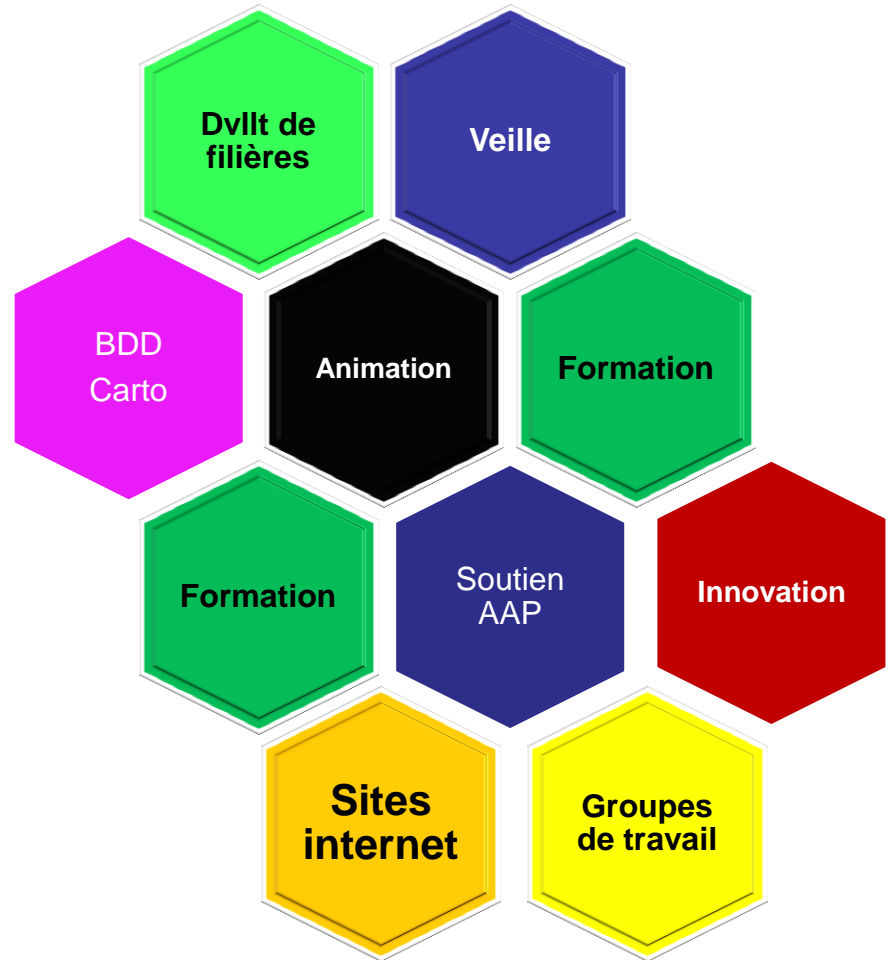 Dvllt de
filières
Veille
BDD
Carto
Animation
Formation
Formation
Soutien
AAP
Innovation
Sites
internet
Groupes
de travail